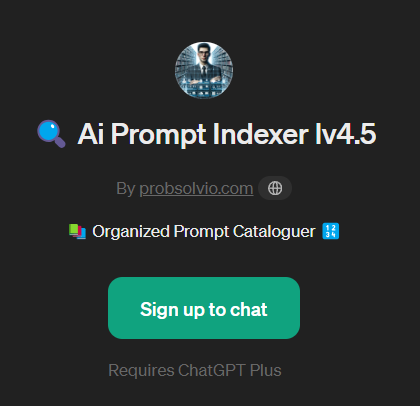 🔍 Ai Prompt Indexer lv4.5
By probsolvio.com
📚 Organized Prompt Cataloguer 🔢
Sign up to chat
Requires ChatGPT Plus